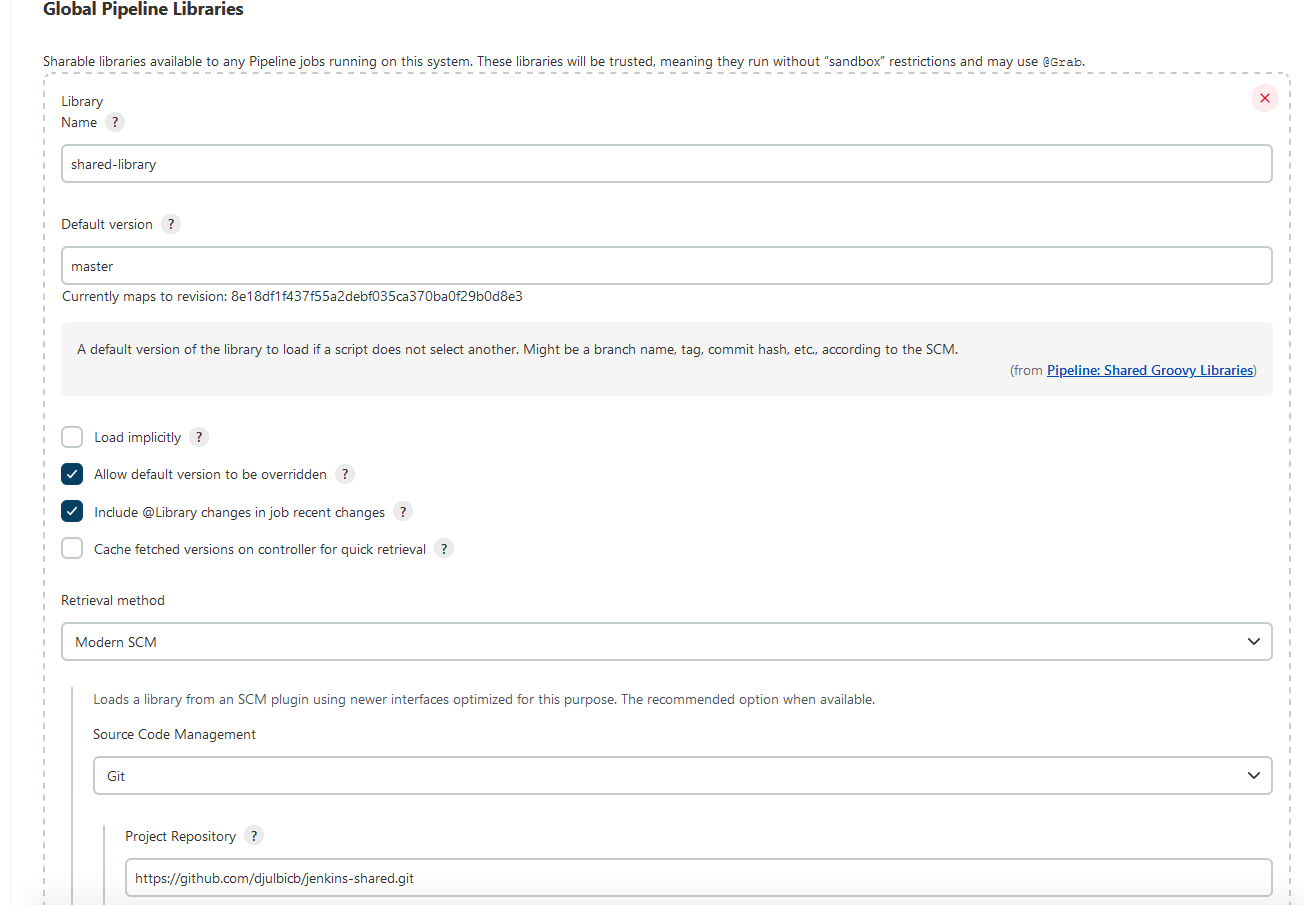 Global Pipeline Libraries
Sharable libraries available to any Pipeline jobs running on this system. These libraries will be trusted, meaning they run without “sandbox” restrictions and may use @Grab.
Library
Name ?
shared-library
Default version ?
master
Currently maps to revision: 8e18df1f437f55a2debf035ca370ba0f29b0d8e3
A default version of the library to load if a script does not select another. Might be a branch name, tag, commit hash, etc., according to the SCM.
(from Pipeline: Shared Groovy Libraries)
Load implicitly ?
Allow default version to be overridden ?
Include @Library changes in job recent changes ?
Cache fetched versions on controller for quick retrieval ?
Retrieval method
Modern SCM
Loads a library from an SCM plugin using newer interfaces optimized for this purpose. The recommended option when available.
Source Code Management
Git
Project Repository ?
https://github.com/djulbicb/jenkins-shared.git